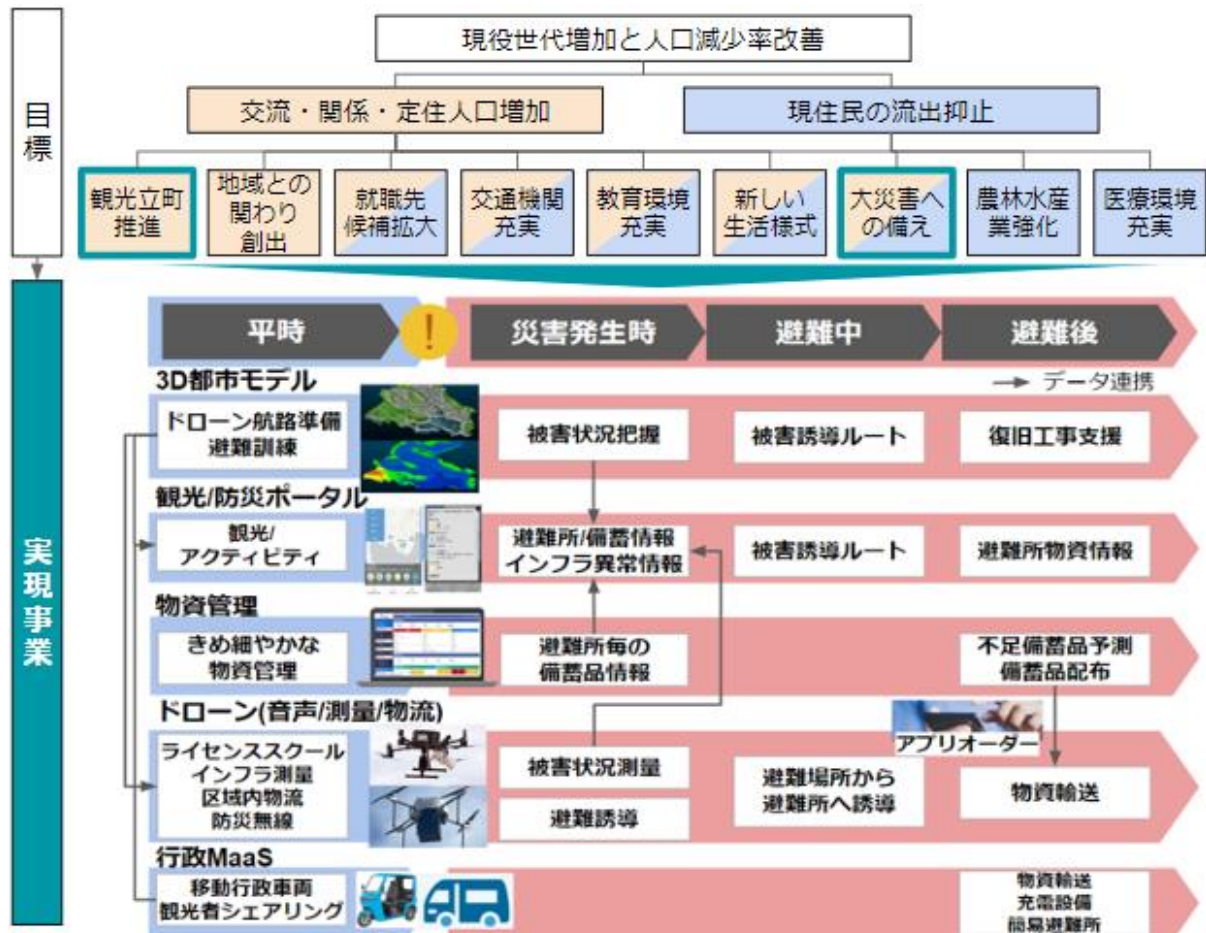 目標
現役世代増加と人口減少率改善
交流・関係・定住人口増加
現住民の流出抑止
観光立町
推進
地域との
関わり
創出
就職先
候補拡大
交通機関
充実
教育環境
充実
新しい
生活様式
大災害へ
の備え
農林水産
業強化
医療環境
充実
実現事業
平時
!
災害発生時
避難中
避難後
→ データ連携
3D都市モデル
ドローン航路準備
避難訓練
被害状況把握
被害誘導ルート
復旧工事支援
観光/防災ポータル
観光/
アクティビティ
避難所/備蓄情報
インフラ異常情報
被害誘導ルート
避難所物資情報
物資管理
きめ細やかな
物資管理
避難所毎の
備蓄品情報
不足備蓄品予測
備蓄品配布
ドローン(音声/測量/物流)
ライセンススクール
インフラ測量
区域内物流
防災無線
被害状況測量
避難誘導
避難場所から
避難所へ誘導
アプリオーダー
物資輸送
行政MaaS
移動行政車両
観光者シェアリング
物資輸送
充電設備
簡易避難所